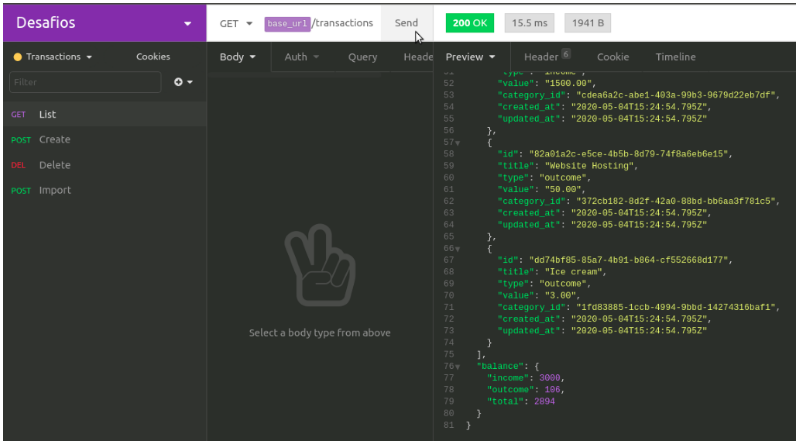 Desafios
GET base_url /transactions Send
200 OK 15.5 ms 1941 B
Transactions Cookies
Body Auth Query Heade
Preview Header 6 Cookie Timeline
Filter
GET List
POST Create
DEL Delete
POST Import
Select a body type from above
51 "type": "income",
52 "value": "1500.00",
53 "category_id": "cdea6a2c-abe1-403a-99b3-9679d22eb7df",
54 "created_at": "2020-05-04T15:24:54.795Z",
55 "updated_at": "2020-05-04T15:24:54.795Z"
56 },
57 {
58 "id": "82a01a2c-e5ce-4b5b-8d79-74f8a6eb6e15",
59 "title": "Website Hosting",
60 "type": "outcome",
61 "value": "50.00",
62 "category_id": "372cb182-8d2f-42a0-88bd-bb6aa3f781c5",
63 "created_at": "2020-05-04T15:24:54.795Z",
64 "updated_at": "2020-05-04T15:24:54.795Z"
65 },
66 {
67 "id": "dd74bf85-85a7-4b91-b864-cf552668d177",
68 "title": "Ice cream",
69 "type": "outcome",
70 "value": "3.00",
71 "category_id": "1fd83885-1ccb-4994-9bbd-14274316baf1",
72 "created_at": "2020-05-04T15:24:54.795Z",
73 "updated_at": "2020-05-04T15:24:54.795Z"
74 }
75 ],
76 "balance": {
77 "income": 3000,
78 "outcome": 106,
79 "total": 2894
80 }
81 }